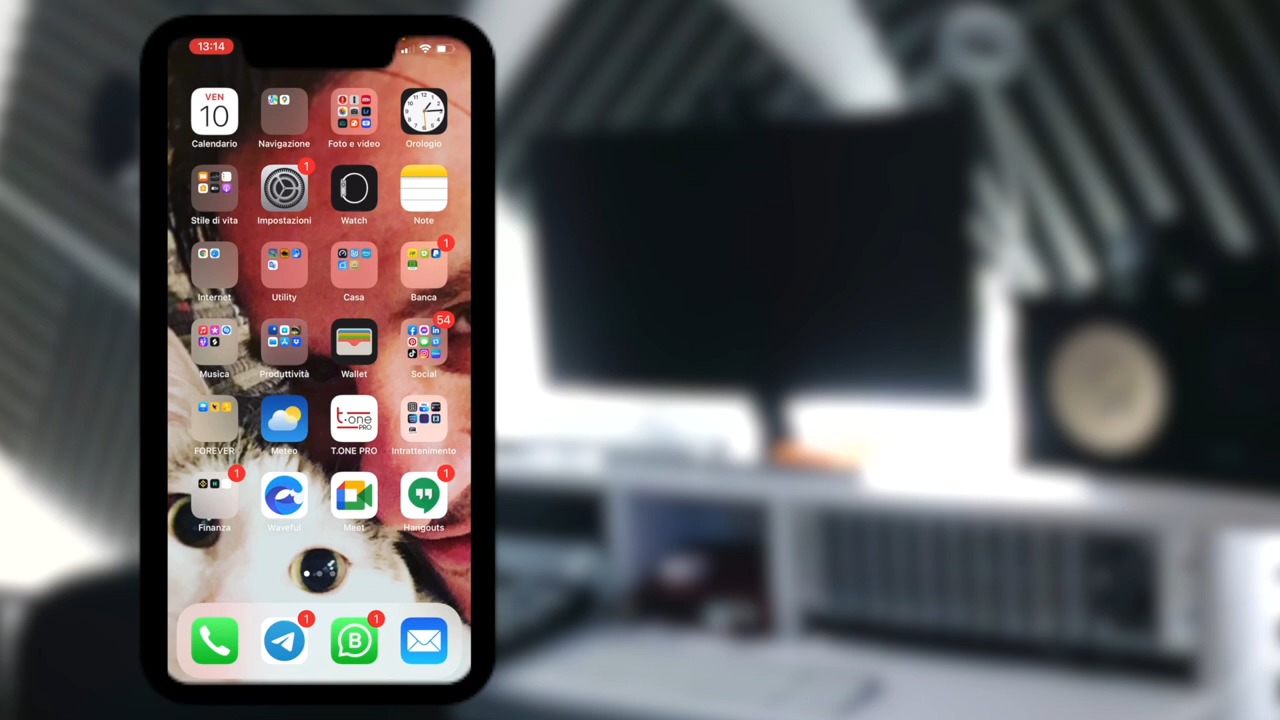 13:14
VEN
10
Calendario
Navigazione
Foto e video
12
Orologio
Stile di vita
1
Impostazioni
Watch
Note
Internet
Utility
Casa
1
Banca
Musica
Produttività
Wallet
54
Social
FOREVER
Meteo
t.one
PRO
T.ONE PRO
Intrattenimento
1
Finanza
Waveful
Meet
1
Hangouts
1
1
B